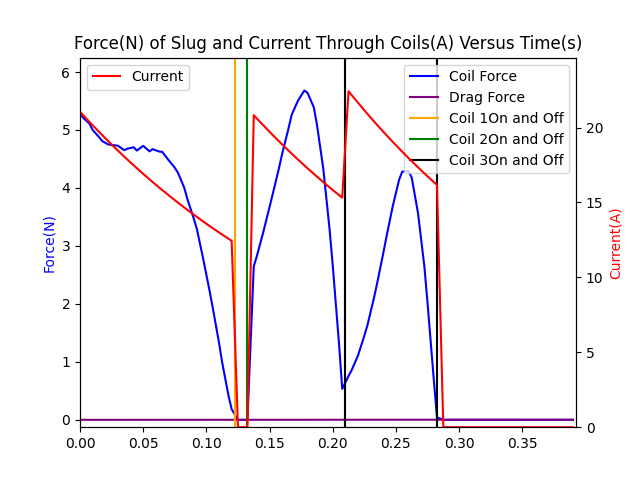 Force(N) of Slug and Current Through Coils(A) Versus Time(s)
Current
Coil Force
Drag Force
Coil 1On and Off
Coil 2On and Off
Coil 3On and Off
Force(N)
6
5
4
3
2
1
0
Current(A)
20
15
10
5
0
0.00 0.05 0.10 0.15 0.20 0.25 0.30 0.35